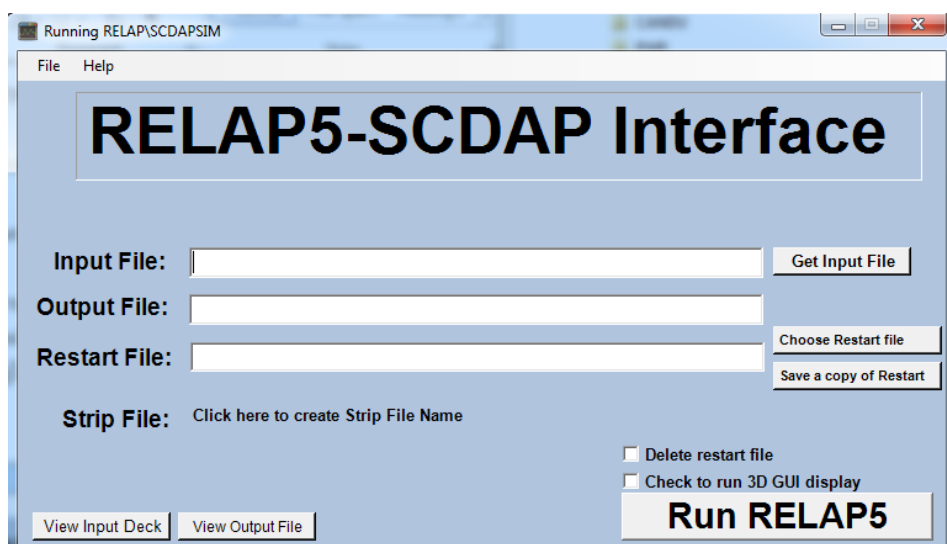 Running RELAP\SCDAPSIM
File Help
RELAP5-SCDAP Interface
Input File:
Get Input File
Output File:
Restart File:
Choose Restart file
Save a copy of Restart
Strip File:
Click here to create Strip File Name
Delete restart file
Check to run 3D GUI display
View Input Deck
View Output File
Run RELAP5